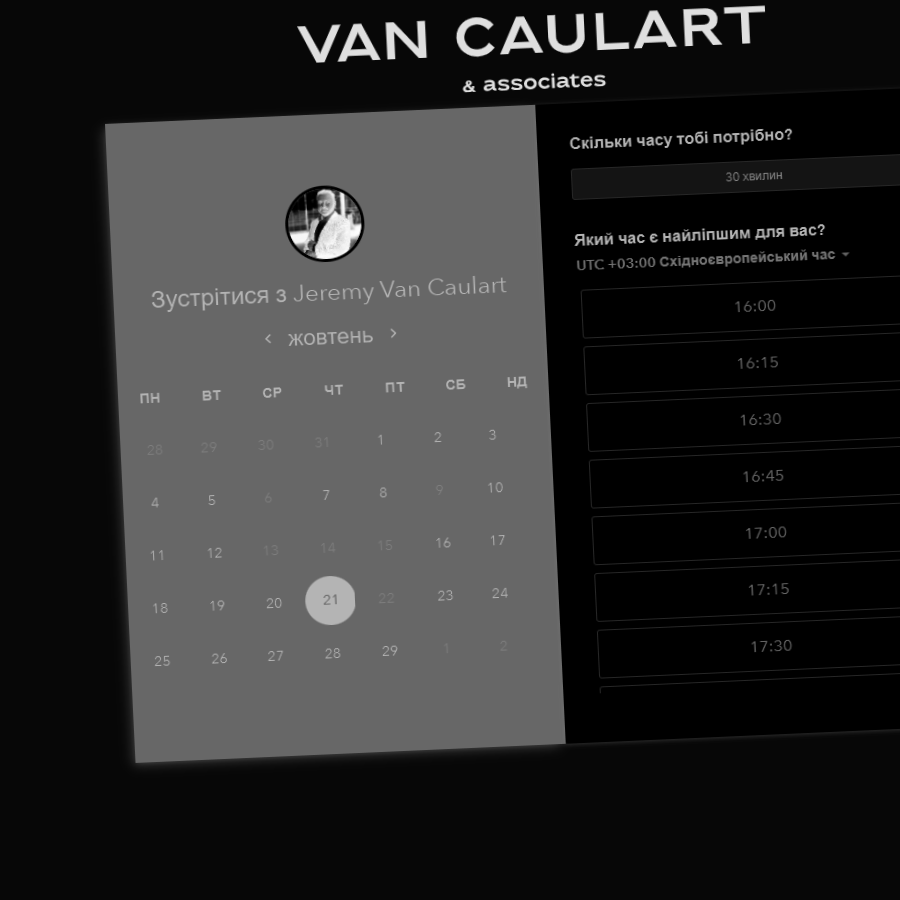 VAN CAULART
& associates
Зустрітися з Jeremy Van Caulart
жовтень
ПН ВТ СР ЧТ ПТ СБ НД
28 29 30 31 1 2 3
4 5 6 7 8 9 10
11 12 13 14 15 16 17
18 19 20 21 22 23 24
25 26 27 28 29 1 2
Скільки часу тобі потрібно?
30 хвилин
Який час є найліпшим для вас?
UTC +03:00 Східноєвропейський час
16:00
16:15
16:30
16:45
17:00
17:15
17:30